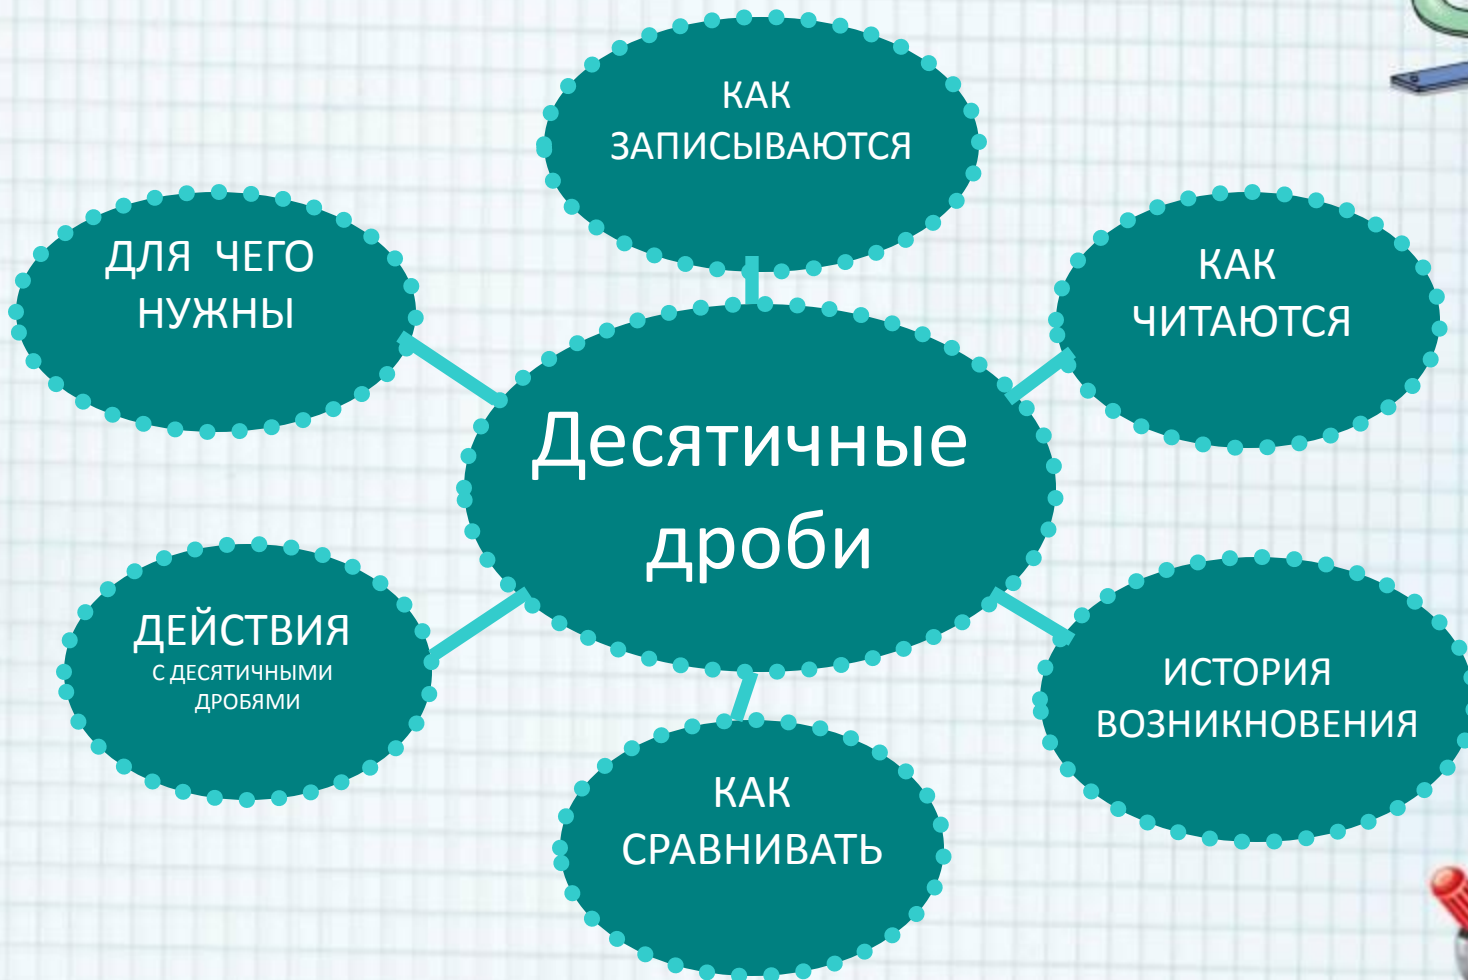 КАК
ЗАПИСЫВАЮТСЯ
ДЛЯ ЧЕГО
НУЖНЫ
КАК
ЧИТАЮТСЯ
Десятичные
дроби
ДЕЙСТВИЯ
С ДЕСЯТИЧНЫМИ
ДРОБЯМИ
ИСТОРИЯ
ВОЗНИКНОВЕНИЯ
КАК
СРАВНИВАТЬ